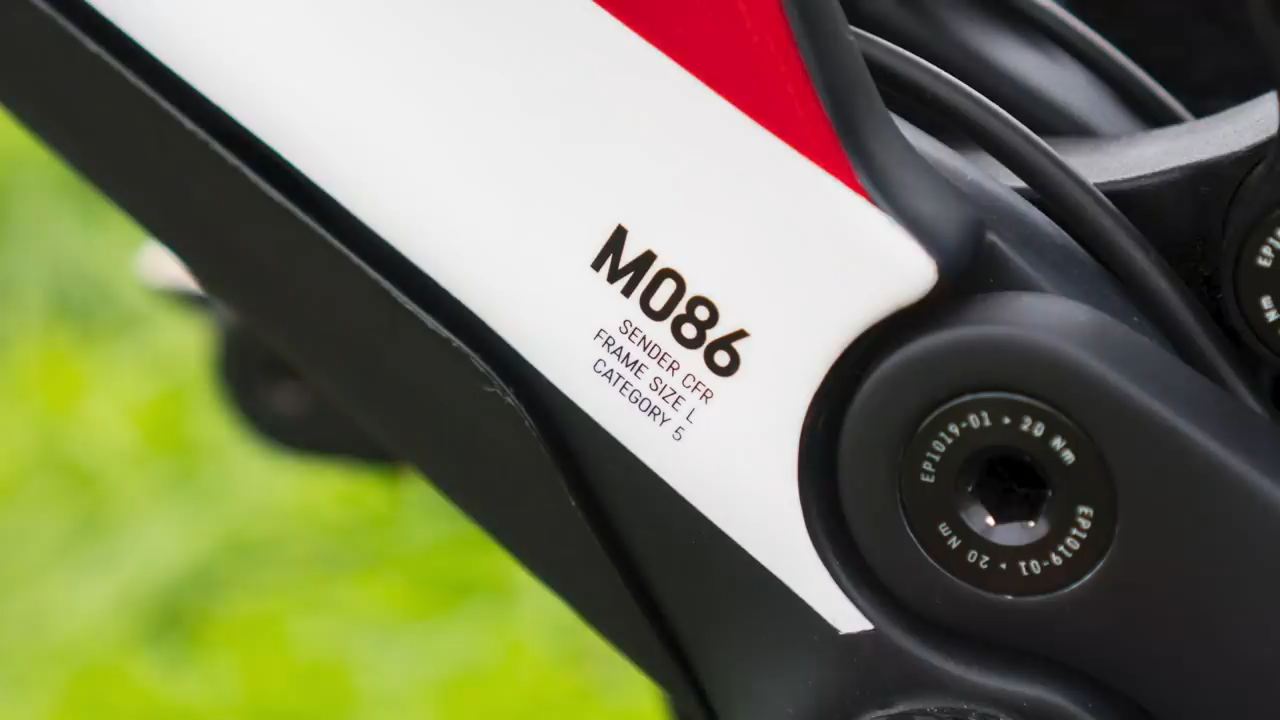 M086
SENDER CFR
FRAME SIZE L
CATEGORY 5
EP1019-01 • 20 Nm
EP1019-01 • 20 Nm